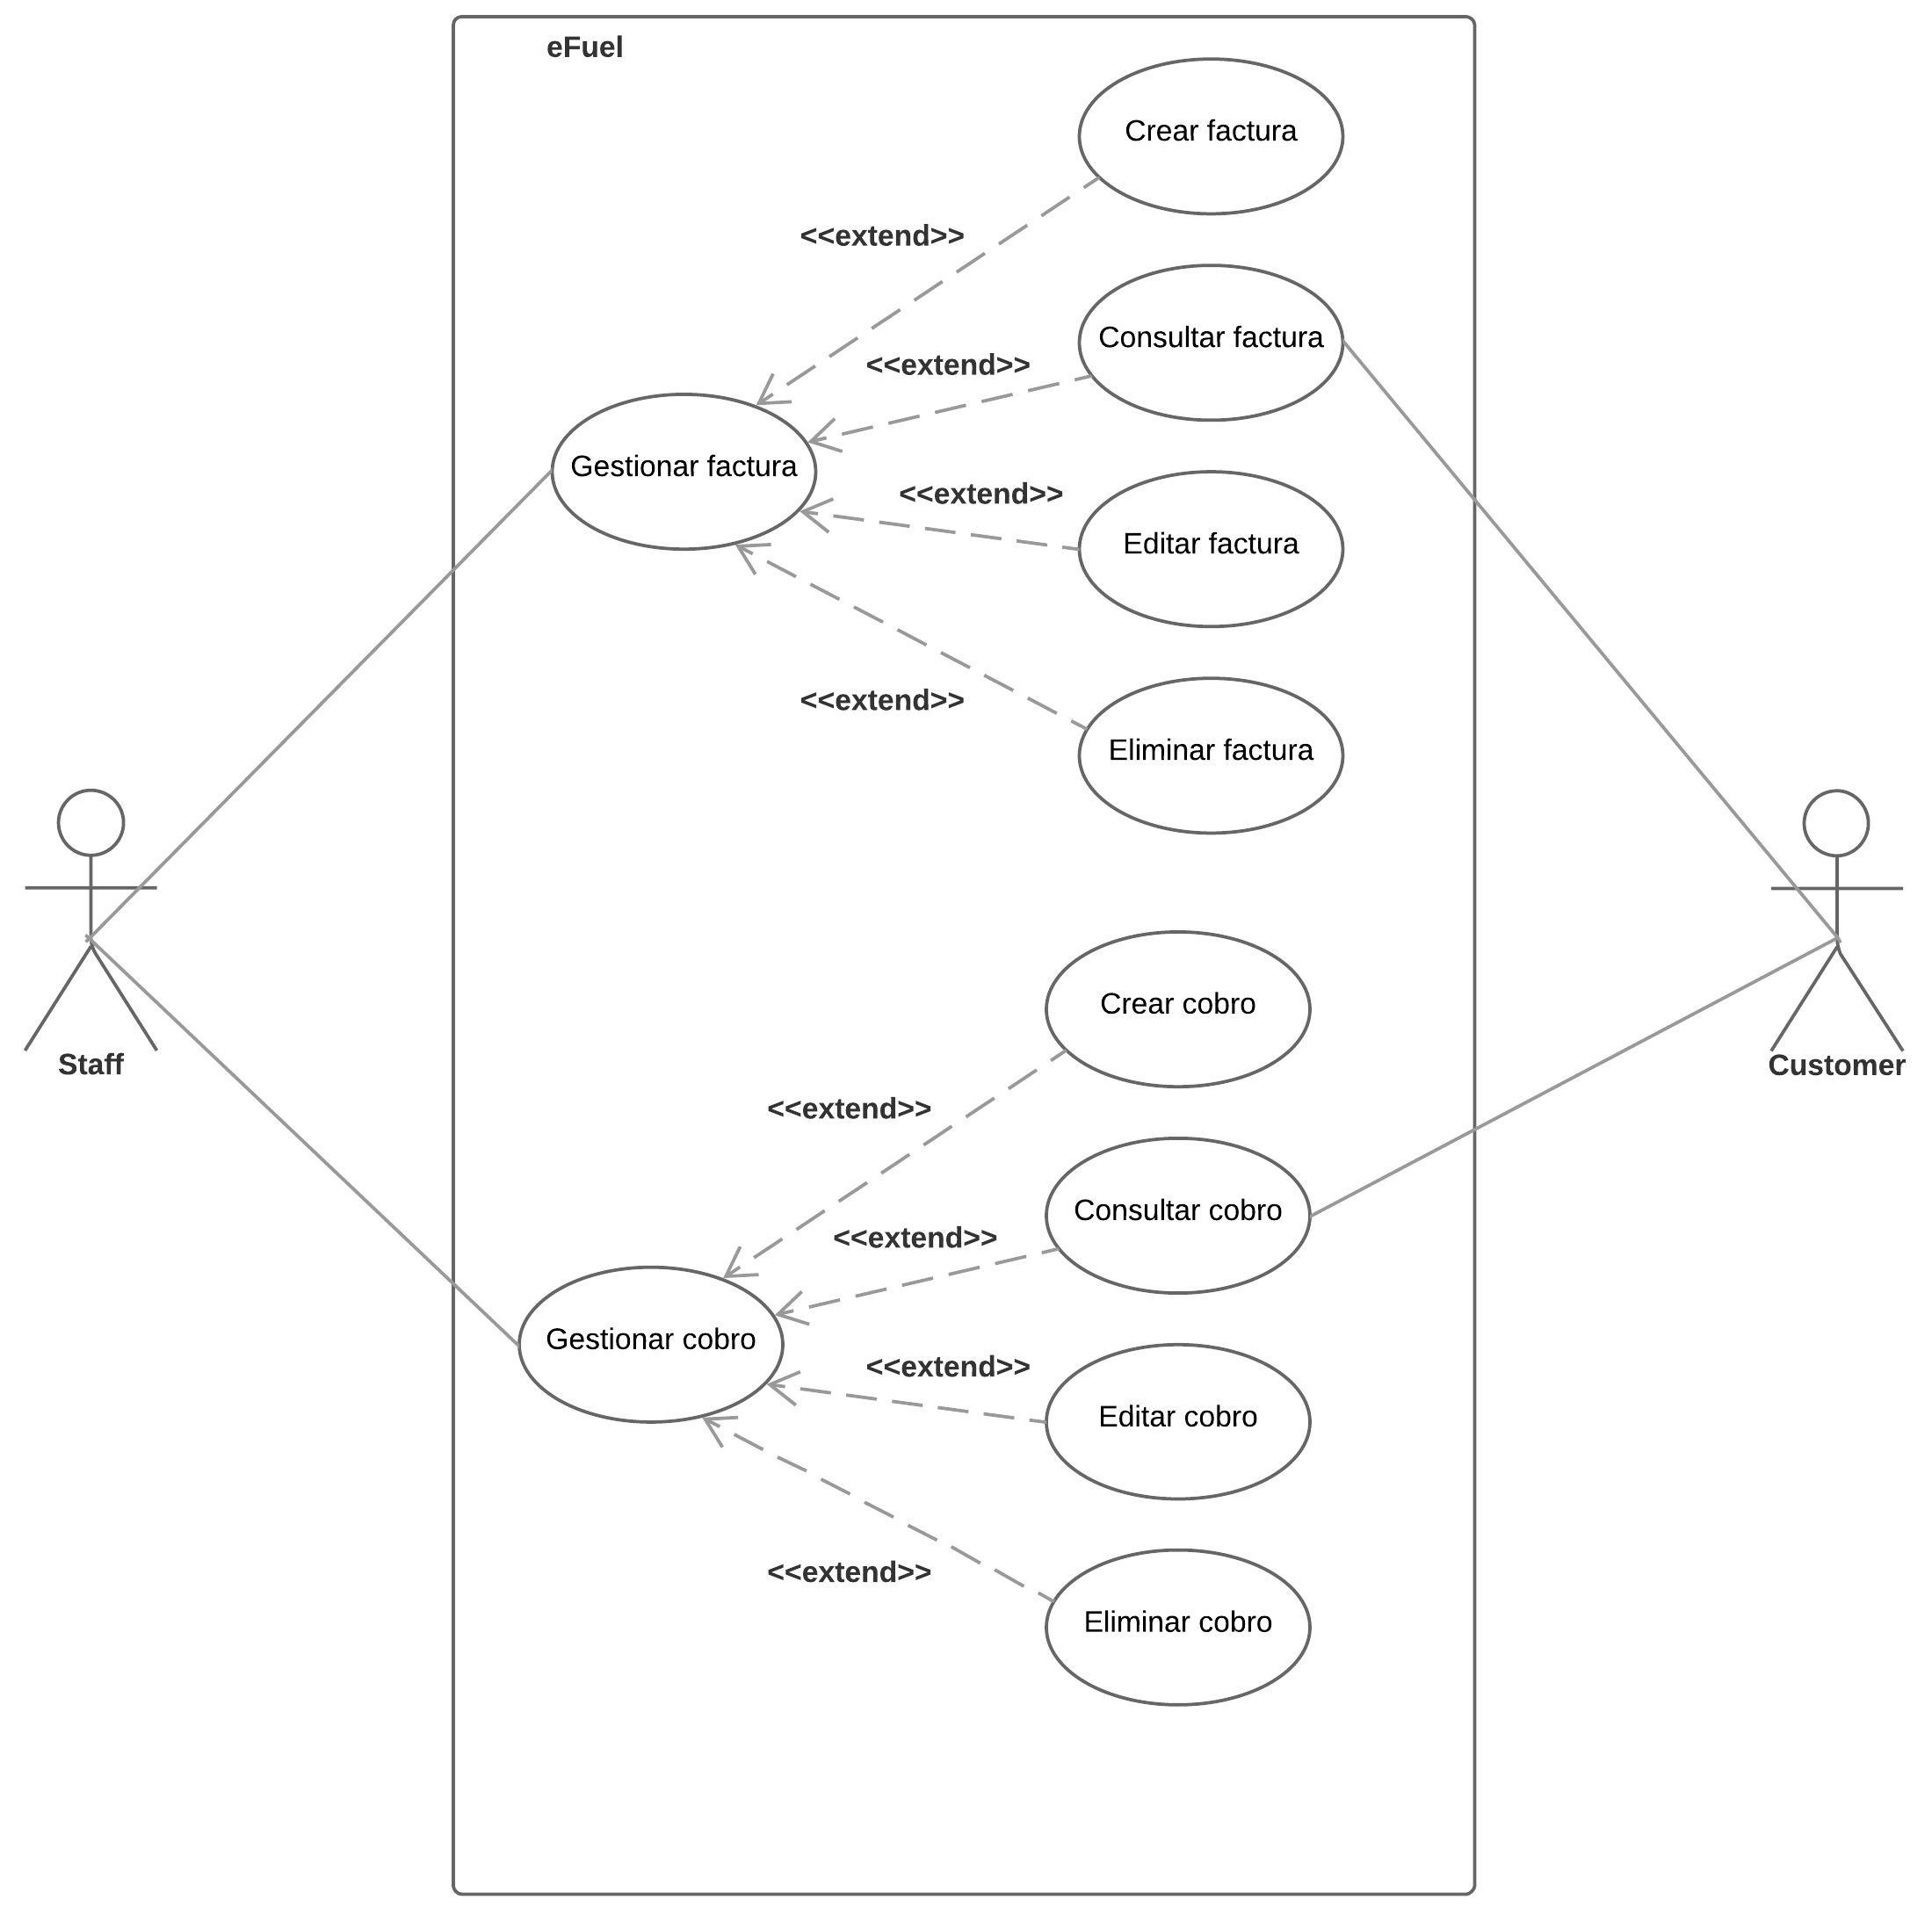 eFuel
Crear factura
<<extend>>
Consultar factura
<<extend>>
Gestionar factura
<<extend>>
Editar factura
<<extend>>
Eliminar factura
Staff
Customer
Crear cobro
<<extend>>
Consultar cobro
<<extend>>
Gestionar cobro
<<extend>>
Editar cobro
<<extend>>
Eliminar cobro